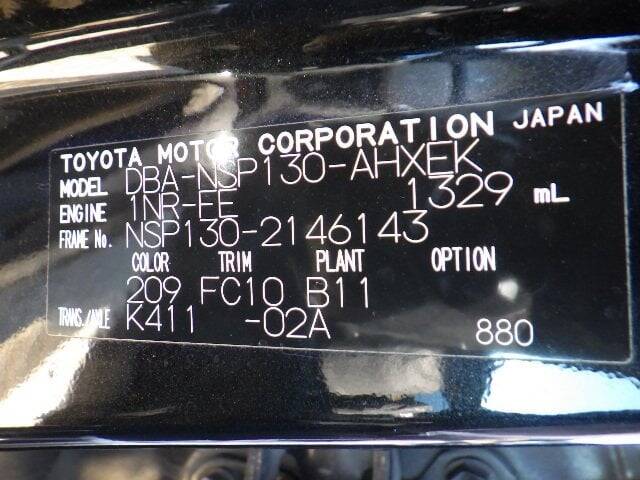 TOYOTA MOTOR CORPORATION JAPAN
MODEL DBA-NSP130-AHXEK
ENGINE 1NR-EE 1329 mL
FRAME No. NSP130-2146143
COLOR TRIM PLANT OPTION
209 FC10 B11
TRANS./AXLE K411 -02A 880